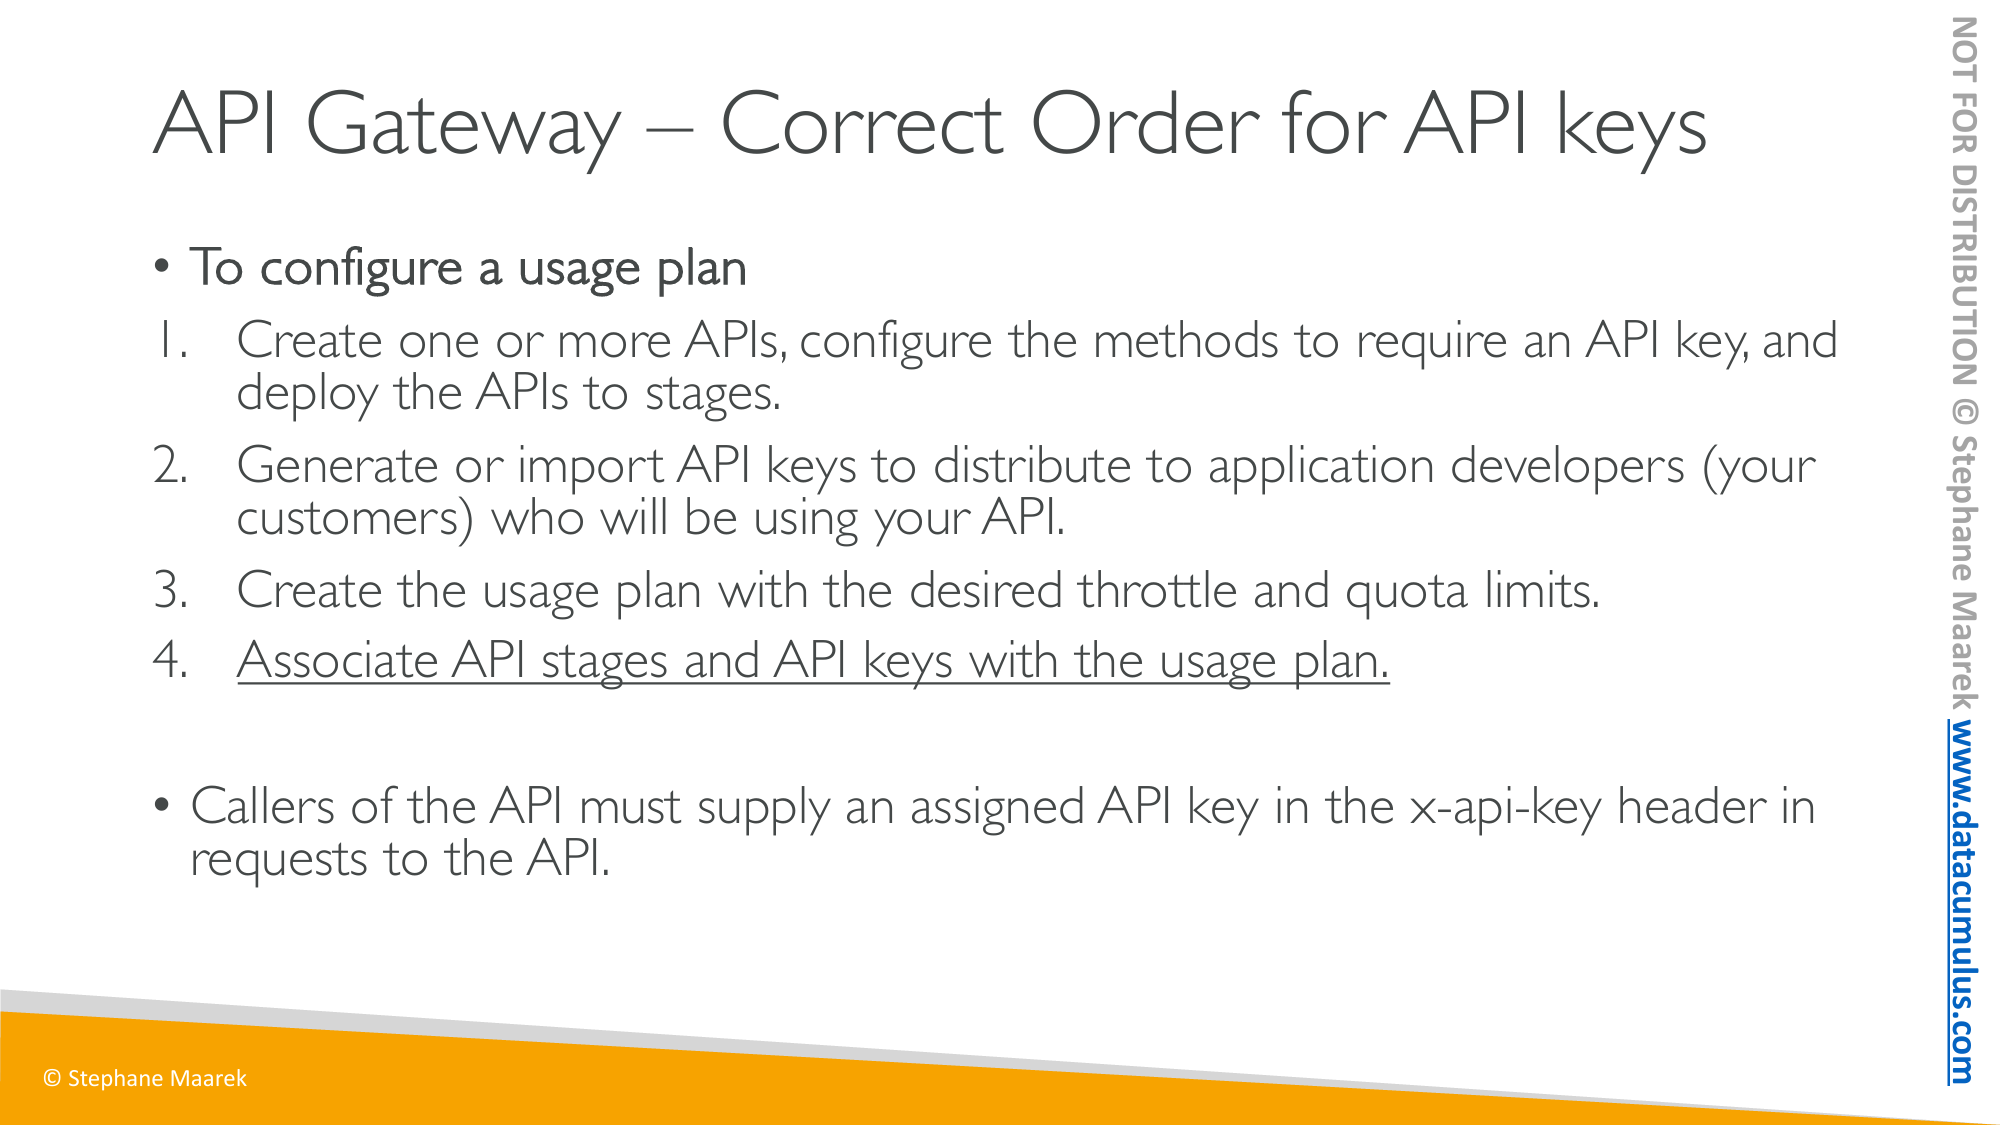 API Gateway – Correct Order for API keys
• To configure a usage plan
1. Create one or more APIs, configure the methods to require an API key, and
deploy the APIs to stages.
2. Generate or import API keys to distribute to application developers (your
customers) who will be using your API.
3. Create the usage plan with the desired throttle and quota limits.
4. Associate API stages and API keys with the usage plan.
• Callers of the API must supply an assigned API key in the x-api-key header in
requests to the API.
© Stephane Maarek
NOT FOR DISTRIBUTION © Stephane Maarek www.datacumulus.com